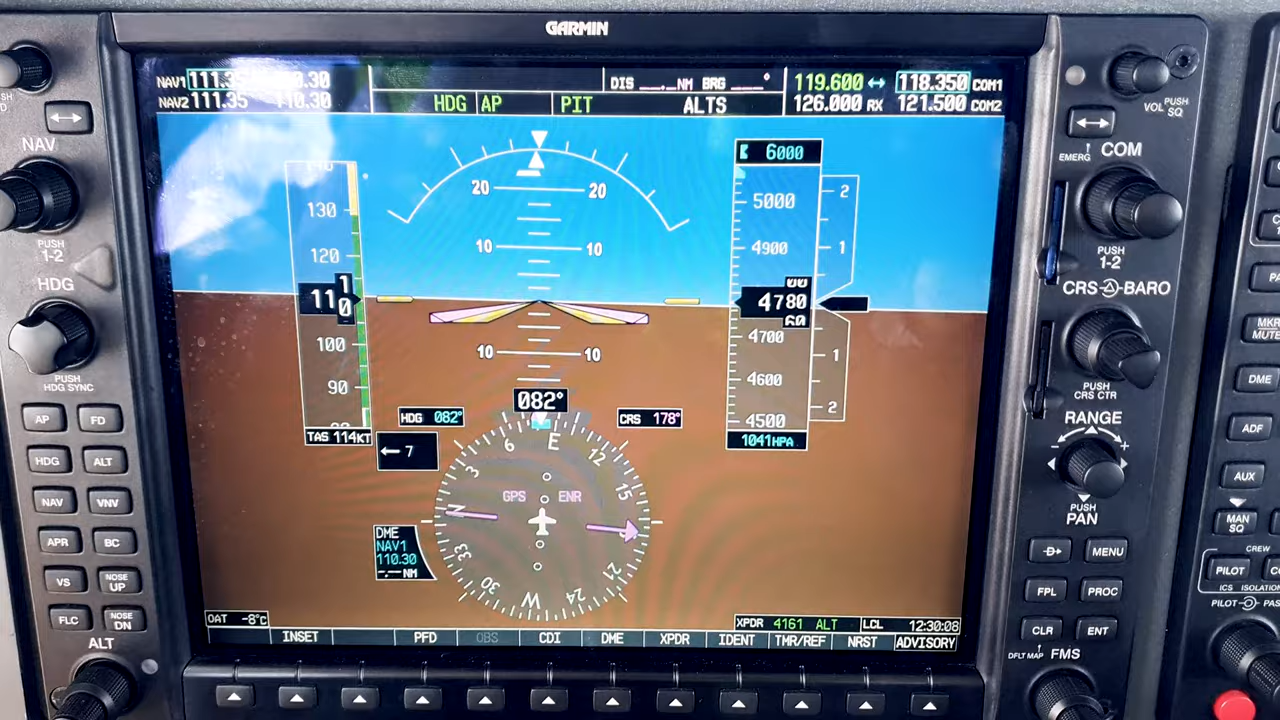 GARMIN
NAV1 111.35 110.30
NAV2 111.35 110.30
DIS __.__NM BRG ___°
HDG AP PIT ALTS
119.600 ↔ 118.350 COM1
126.000 RX 121.500 COM2
NAV
PUSH
1-2
HDG
PUSH
HDG SYNC
AP FD
HDG ALT
NAV VNV
APR BC
VS NOSE UP
FLC NOSE DN
ALT
130
120
110
100
90
TAS 114KT
20 20
10 10
10 10
6000
5000
4900
4780
4700
4600
4500
1041HPA
2
1
1
2
082°
HDG 082°
CRS 178°
← 7
N 3 6 E 12 15 21 24 W 30 33
GPS ENR
DME
NAV1
110.30
-.--NM
OAT -8°C
XPDR 4161 ALT LCL 12:30:08
INSET PFD OBS CDI DME XPDR IDENT TMR/REF NRST ADVISORY
VOL PUSH SQ
EMERG
COM
PUSH
1-2
CRS BARO
PUSH
CRS CTR
RANGE
- +
PUSH
PAN
D MENU
FPL PROC
CLR ENT
DFLT MAP FMS
MKR
MUTE
DME
ADF
AUX
MAN
SQ
CREW
PILOT
ICS ISOLATION
PILOT PASS